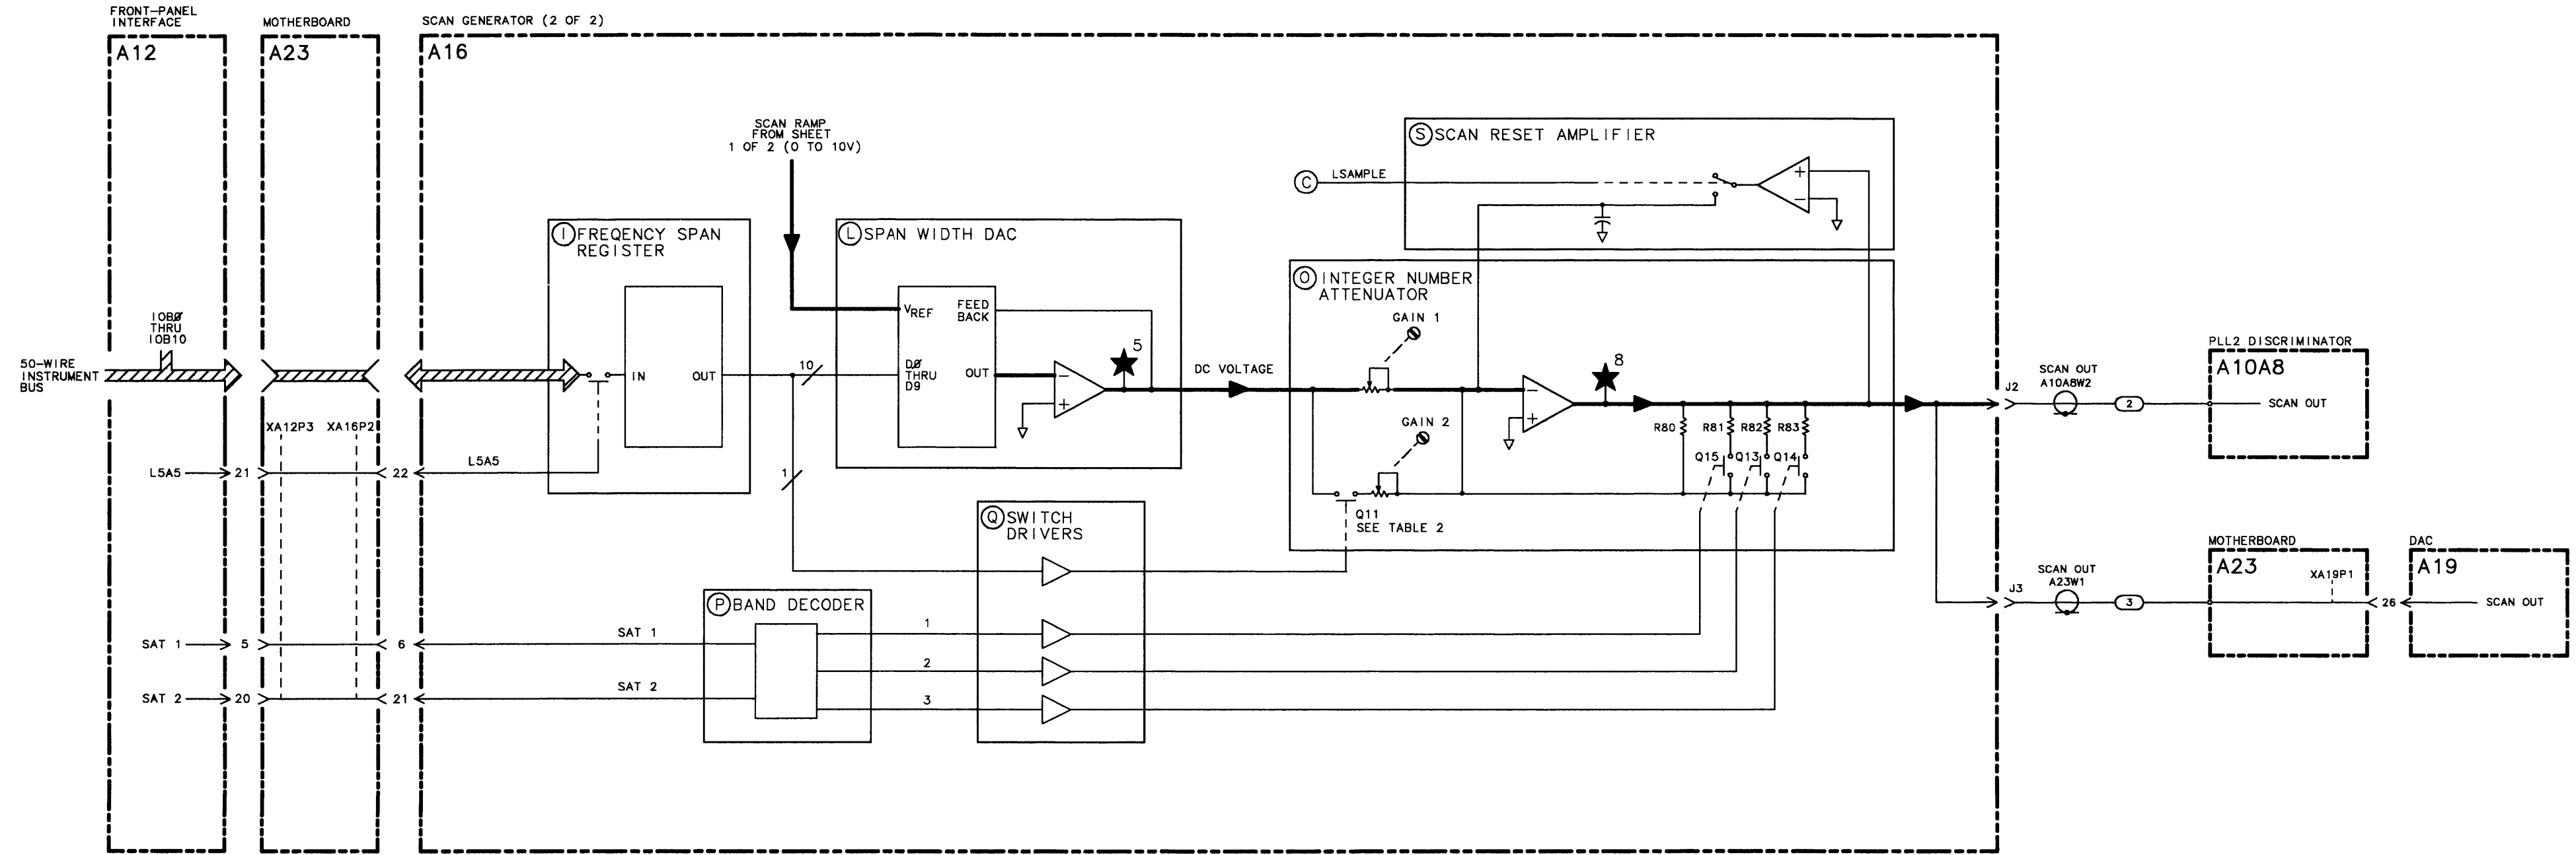 FRONT-PANEL
INTERFACE
MOTHERBOARD
SCAN GENERATOR (2 OF 2)
A12
A23
A16
SCAN RAMP
FROM SHEET
1 OF 2 (0 TO 10V)
S SCAN RESET AMPLIFIER
C
LSAMPLE
+
−
I FREQENCY SPAN
REGISTER
L SPAN WIDTH DAC
O INTEGER NUMBER
ATTENUATOR
VREF
FEED
BACK
GAIN 1
IOBØ
THRU
IOB10
50-WIRE
INSTRUMENT
BUS
IN
OUT
10
DØ
THRU
D9
OUT
−
+
5
DC VOLTAGE
−
+
8
GAIN 2
R80
R81
R82
R83
Q15
Q13
Q14
J2
SCAN OUT
A10A8W2
2
PLL2 DISCRIMINATOR
A10A8
SCAN OUT
XA12P3
XA16P2
L5A5
21
22
L5A5
1
Q11
SEE TABLE 2
Q SWITCH
DRIVERS
P BAND DECODER
J3
SCAN OUT
A23W1
3
MOTHERBOARD
A23
XA19P1
26
DAC
A19
SCAN OUT
SAT 1
5
6
SAT 1
1
2
SAT 2
20
21
SAT 2
3